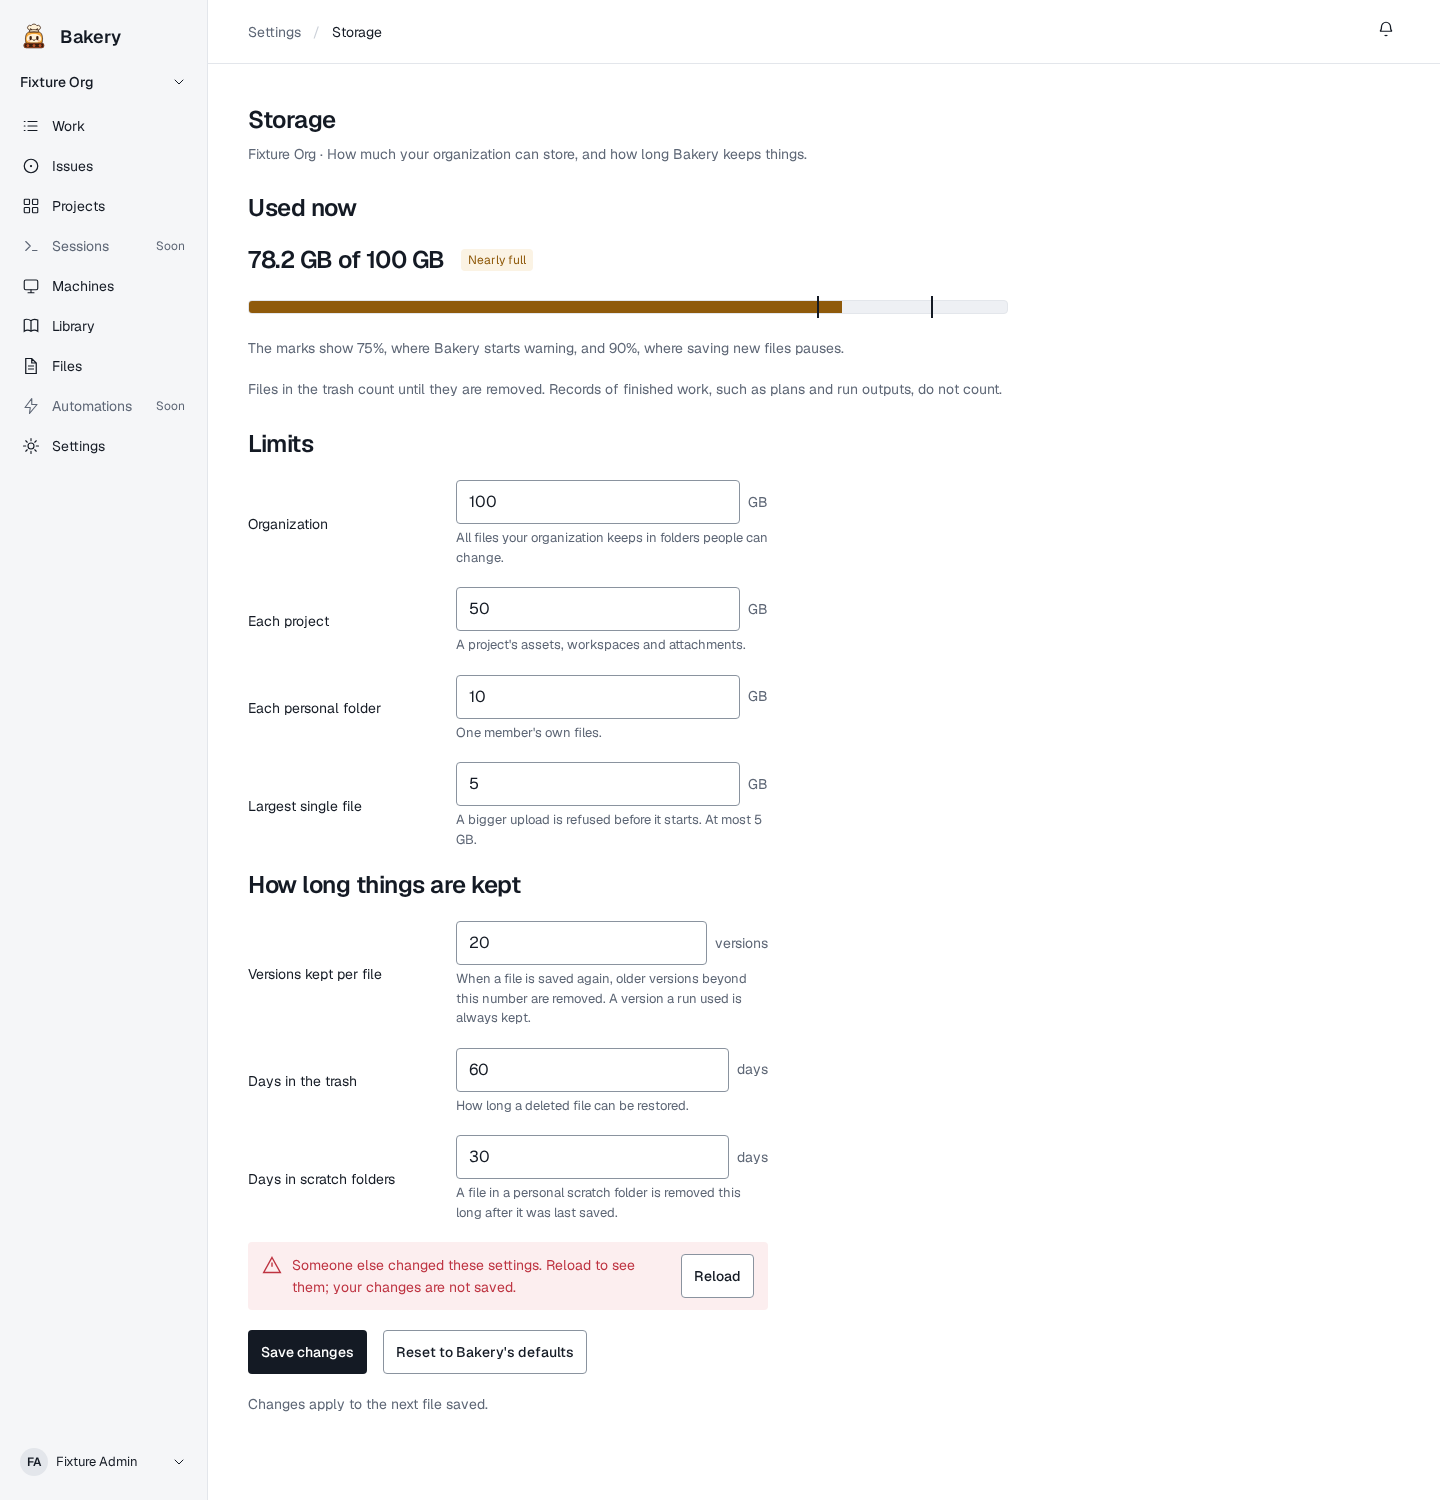 Bakery
Fixture Org
Work
Issues
Projects
Sessions Soon
Machines
Library
Files
Automations Soon
Settings
FA Fixture Admin
Settings / Storage
Storage
Fixture Org · How much your organization can store, and how long Bakery keeps things.
Used now
78.2 GB of 100 GB Nearly full
The marks show 75%, where Bakery starts warning, and 90%, where saving new files pauses.
Files in the trash count until they are removed. Records of finished work, such as plans and run outputs, do not count.
Limits
Organization
100 GB
All files your organization keeps in folders people can
change.
Each project
50 GB
A project's assets, workspaces and attachments.
Each personal folder
10 GB
One member's own files.
Largest single file
5 GB
A bigger upload is refused before it starts. At most 5
GB.
How long things are kept
Versions kept per file
20 versions
When a file is saved again, older versions beyond
this number are removed. A version a run used is
always kept.
Days in the trash
60 days
How long a deleted file can be restored.
Days in scratch folders
30 days
A file in a personal scratch folder is removed this
long after it was last saved.
Someone else changed these settings. Reload to see
them; your changes are not saved.
Reload
Save changes Reset to Bakery's defaults
Changes apply to the next file saved.